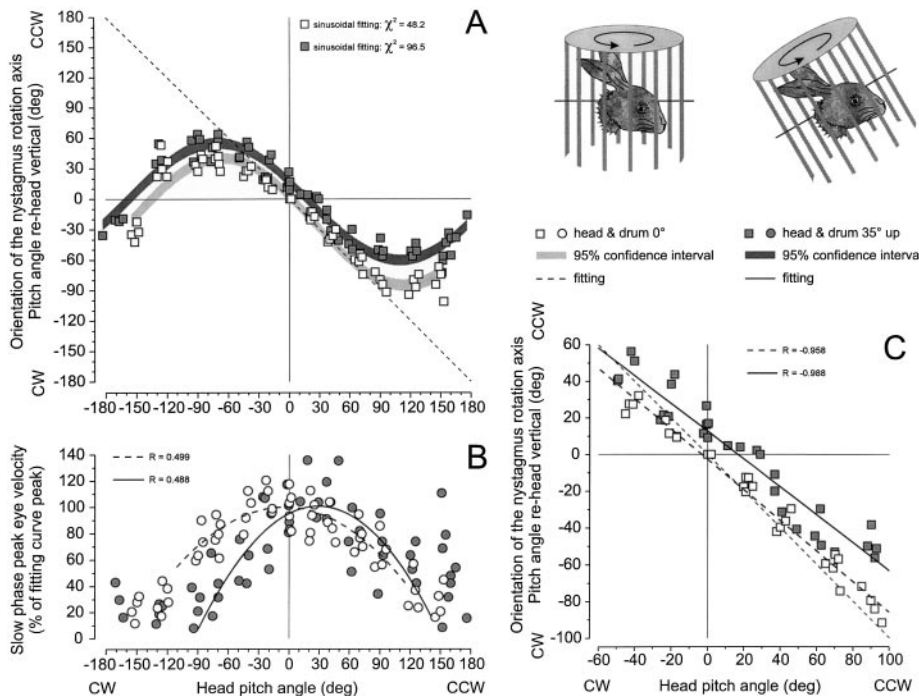 A
Orientation of the nystagmus rotation axis
Pitch angle re-head vertical (deg)
CCW
CW
180
150
120
90
60
30
0
-30
-60
-90
-120
-150
-180
sinusoidal fitting: χ² = 48.2
sinusoidal fitting: χ² = 96.5
-180 -150 -120 -90 -60 -30 0 30 60 90 120 150 180
head & drum 0°
95% confidence interval
fitting
head & drum 35° up
95% confidence interval
fitting
B
Slow phase peak eye velocity
(% of fitting curve peak)
140
120
100
80
60
40
20
0
R = 0.499
R = 0.488
-180 -150 -120 -90 -60 -30 0 30 60 90 120 150 180
CW Head pitch angle (deg) CCW
C
Orientation of the nystagmus rotation axis
Pitch angle re-head vertical (deg)
CCW
CW
60
40
20
0
-20
-40
-60
-80
-100
R = -0.958
R = -0.988
-60 -40 -20 0 20 40 60 80 100
CW Head pitch angle (deg) CCW